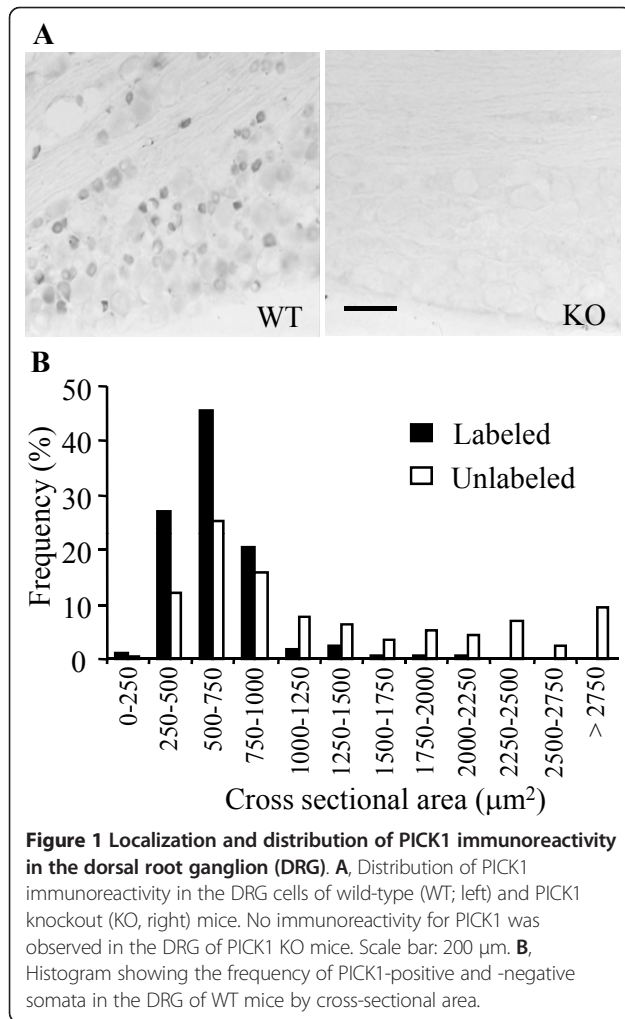 A
WT
KO
B
50
40
30
20
10
0
Frequency (%)
Labeled
Unlabeled
0-250
250-500
500-750
750-1000
1000-1250
1250-1500
1500-1750
1750-2000
2000-2250
2250-2500
2500-2750
> 2750
Cross sectional area (μm²)
Figure 1 Localization and distribution of PICK1 immunoreactivity
in the dorsal root ganglion (DRG). A, Distribution of PICK1
immunoreactivity in the DRG cells of wild-type (WT; left) and PICK1
knockout (KO, right) mice. No immunoreactivity for PICK1 was
observed in the DRG of PICK1 KO mice. Scale bar: 200 μm. B,
Histogram showing the frequency of PICK1-positive and -negative
somata in the DRG of WT mice by cross-sectional area.